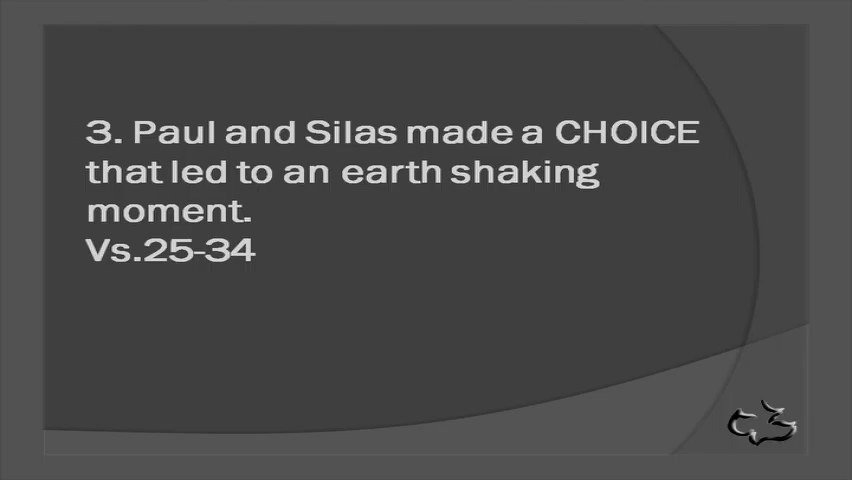 3. Paul and Silas made a CHOICE
that led to an earth shaking
moment.
Vs.25-34